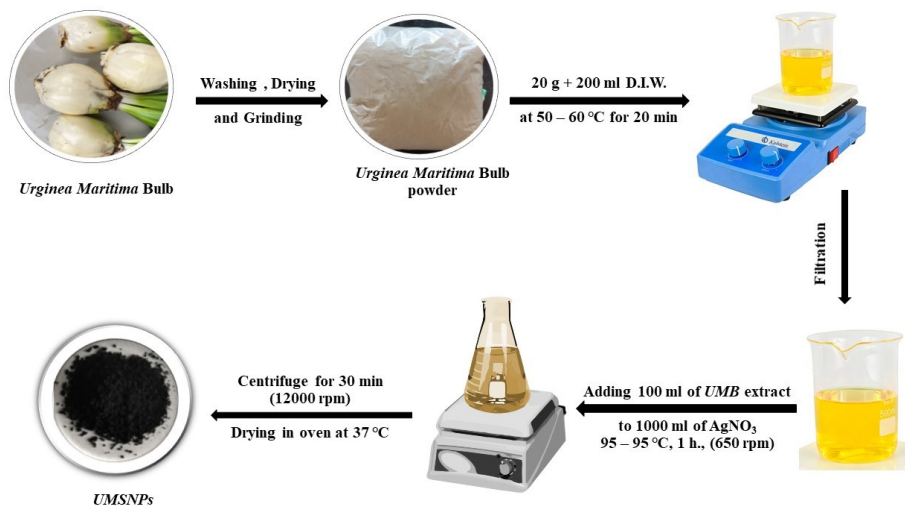 Washing , Drying
and Grinding
20 g + 200 ml D.I.W.
at 50 – 60 °C for 20 min
Urginea Maritima Bulb
Urginea Maritima Bulb
powder
Filtration
Centrifuge for 30 min
(12000 rpm)
Drying in oven at 37 °C
Adding 100 ml of UMB extract
to 1000 ml of AgNO₃
95 – 95 °C, 1 h., (650 rpm)
UMSNPs